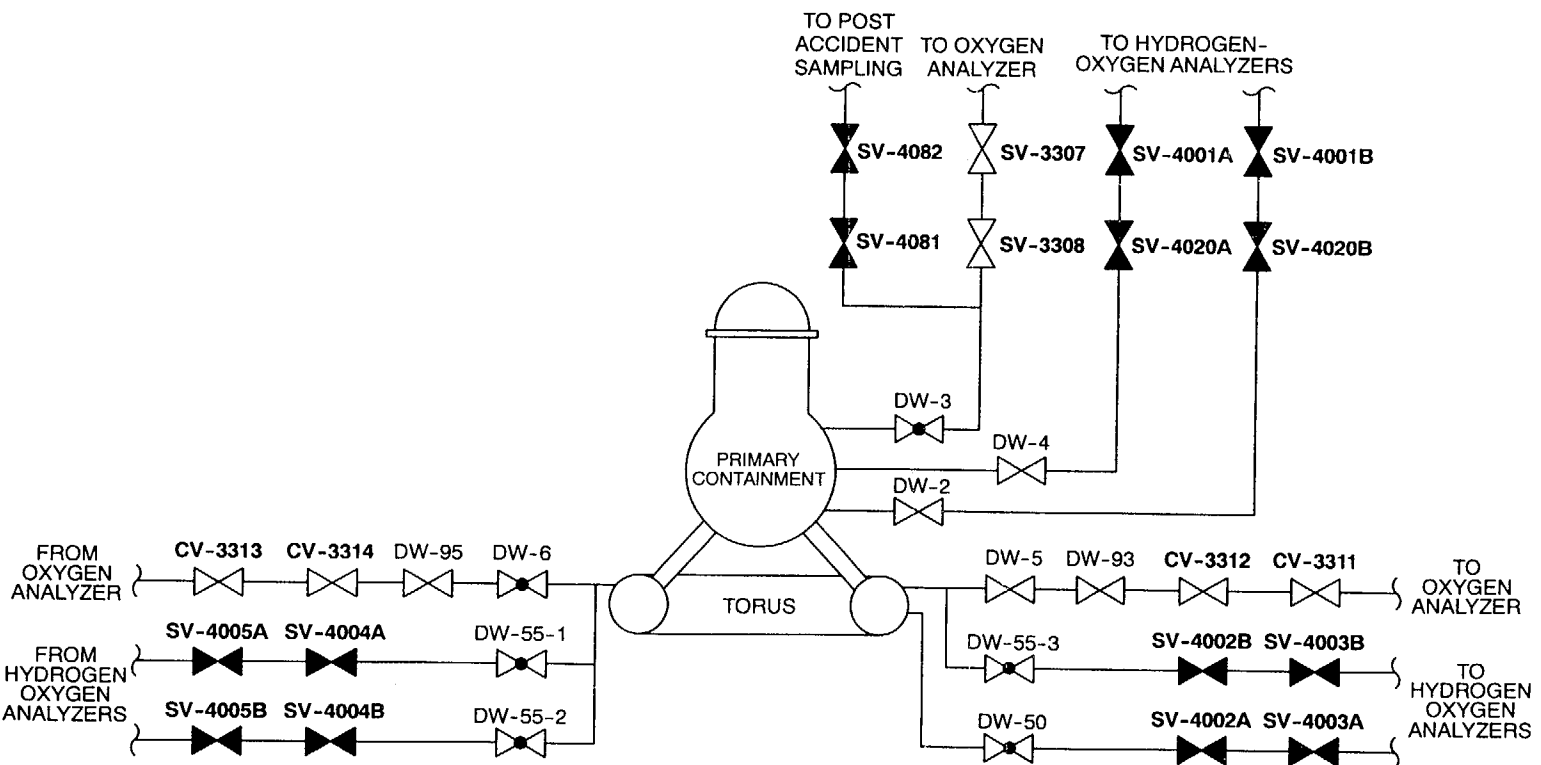 TO POST
ACCIDENT
SAMPLING
TO OXYGEN
ANALYZER
TO HYDROGEN-
OXYGEN ANALYZERS
SV-4082
SV-3307
SV-4001A
SV-4001B
SV-4081
SV-3308
SV-4020A
SV-4020B
DW-3
DW-4
DW-2
PRIMARY
CONTAINMENT
TORUS
FROM
OXYGEN
ANALYZER
CV-3313
CV-3314
DW-95
DW-6
FROM
HYDROGEN
OXYGEN
ANALYZERS
SV-4005A
SV-4004A
DW-55-1
SV-4005B
SV-4004B
DW-55-2
DW-5
DW-93
CV-3312
CV-3311
TO
OXYGEN
ANALYZER
DW-55-3
SV-4002B
SV-4003B
DW-50
SV-4002A
SV-4003A
TO
HYDROGEN
OXYGEN
ANALYZERS